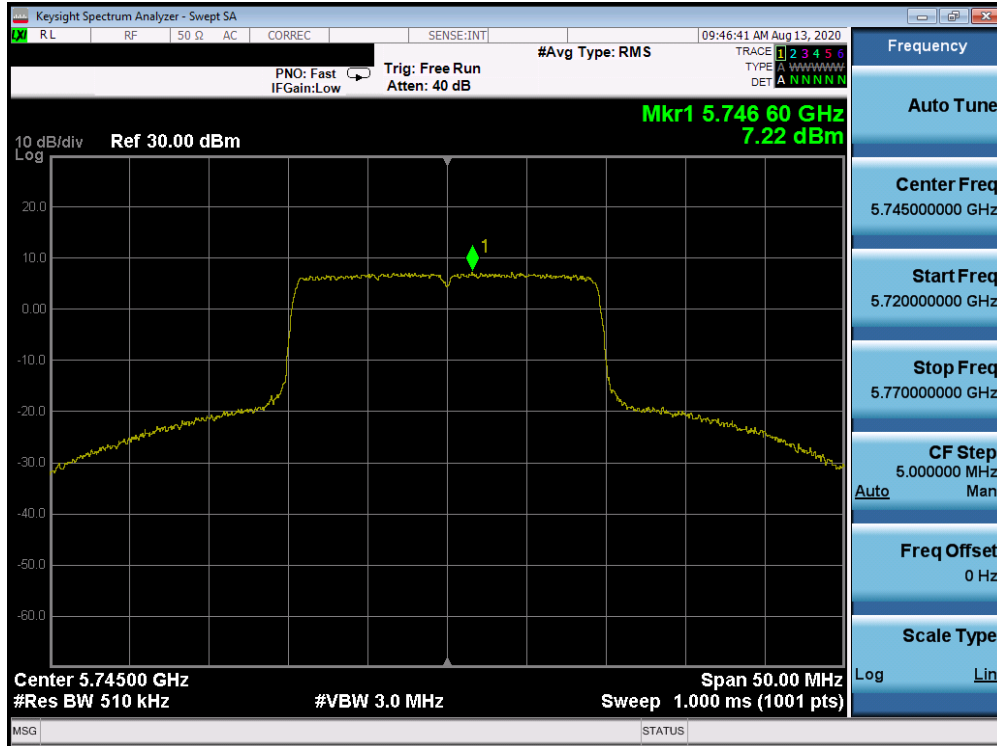 Keysight Spectrum Analyzer - Swept SA
LXI RL RF 50 Ω AC CORREC SENSE:INT 09:46:41 AM Aug 13, 2020
#Avg Type: RMS
TRACE 1 2 3 4 5 6
PNO: Fast Trig: Free Run
TYPE A WWWWW
IFGain:Low Atten: 40 dB
DET A N N N N N
Mkr1 5.746 60 GHz
7.22 dBm
10 dB/div Ref 30.00 dBm
Log
20.0
10.0
1
0.00
-10.0
-20.0
-30.0
-40.0
-50.0
-60.0
Center 5.74500 GHz Span 50.00 MHz
#Res BW 510 kHz #VBW 3.0 MHz Sweep 1.000 ms (1001 pts)
MSG STATUS
Frequency
Auto Tune
Center Freq
5.745000000 GHz
Start Freq
5.720000000 GHz
Stop Freq
5.770000000 GHz
CF Step
5.000000 MHz
Auto Man
Freq Offset
0 Hz
Scale Type
Log Lin